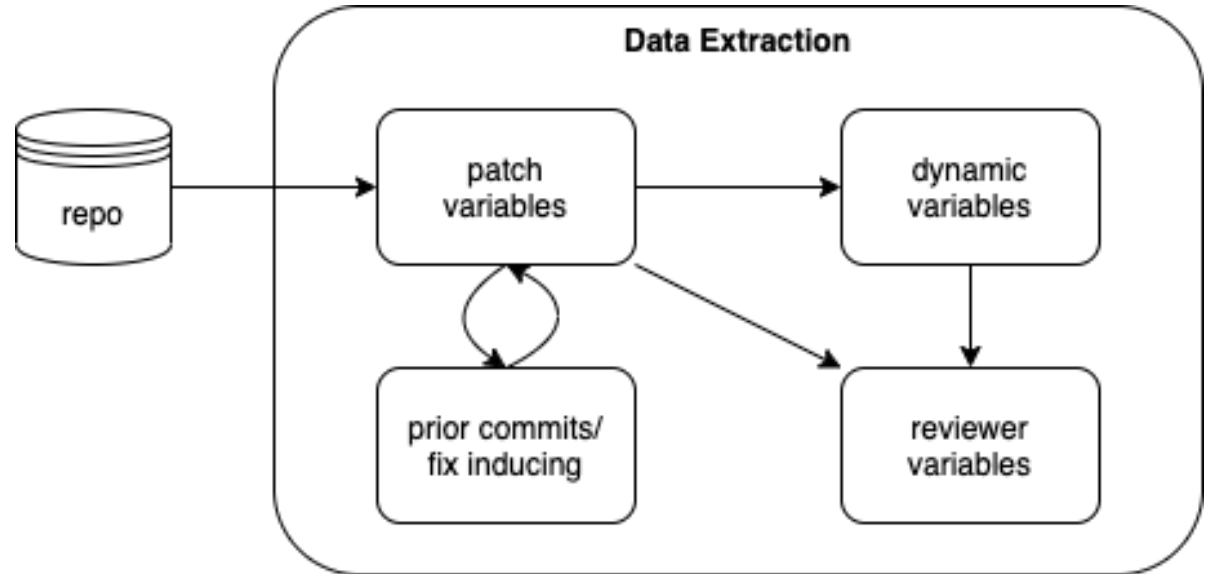 Data Extraction
repo
patch
variables
dynamic
variables
prior commits/
fix inducing
reviewer
variables